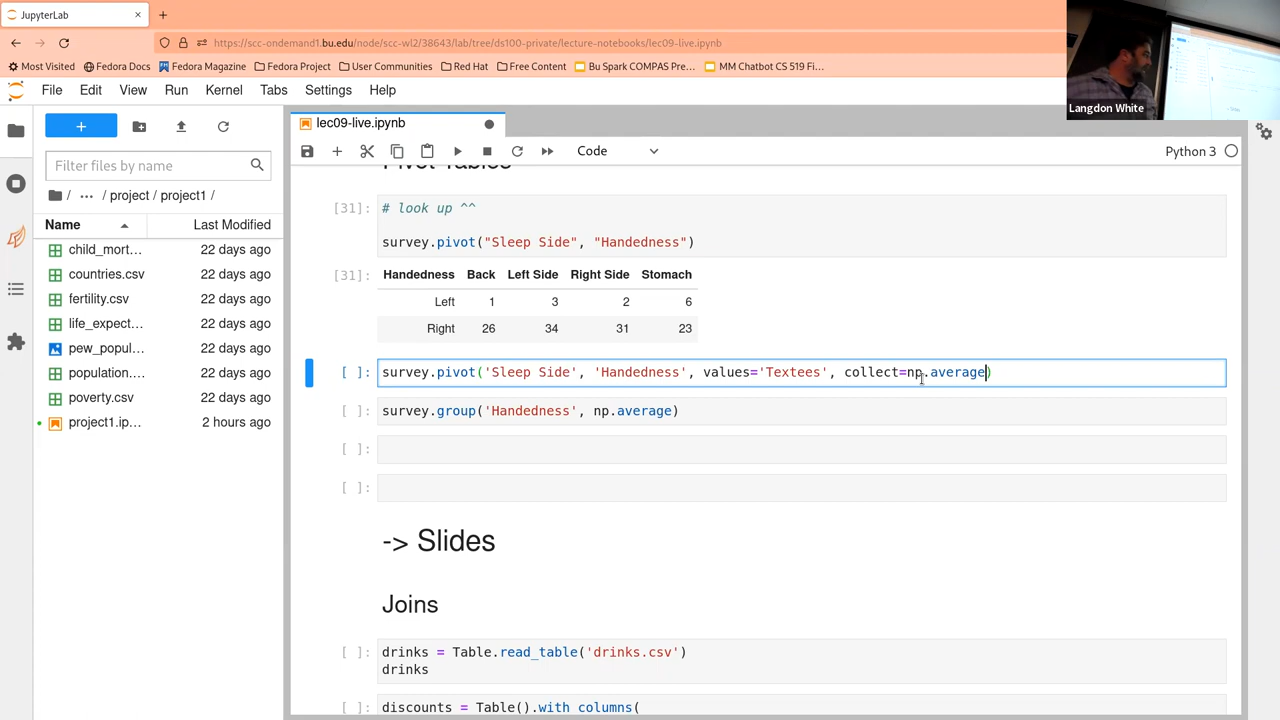 JupyterLab
https://scc-ondemand1.bu.edu/node/scc-wl2/38643/lab/tree/ds100-private/lecture-notebooks/lec09-live.ipynb
Most Visited Fedora Docs Fedora Magazine Fedora Project User Communities Red Hat Free Content Bu Spark COMPAS Pre… MM Chatbot CS 519 Fi…
Langdon White
File Edit View Run Kernel Tabs Settings Help
lec09-live.ipynb
Code
Python 3
Filter files by name
/ ··· / project / project1 /
Name Last Modified
child_mort… 22 days ago
countries.csv 22 days ago
fertility.csv 22 days ago
life_expect… 22 days ago
pew_popul… 22 days ago
population.… 22 days ago
poverty.csv 22 days ago
project1.ip… 2 hours ago
Pivot Tables
[31]: # look up ^^
survey.pivot("Sleep Side", "Handedness")
[31]: Handedness Back Left Side Right Side Stomach
Left 1 3 2 6
Right 26 34 31 23
[ ]: survey.pivot('Sleep Side', 'Handedness', values='Textees', collect=np.average)
[ ]: survey.group('Handedness', np.average)
[ ]:
[ ]:
-> Slides
Joins
[ ]: drinks = Table.read_table('drinks.csv')
drinks
[ ]: discounts = Table().with_columns(